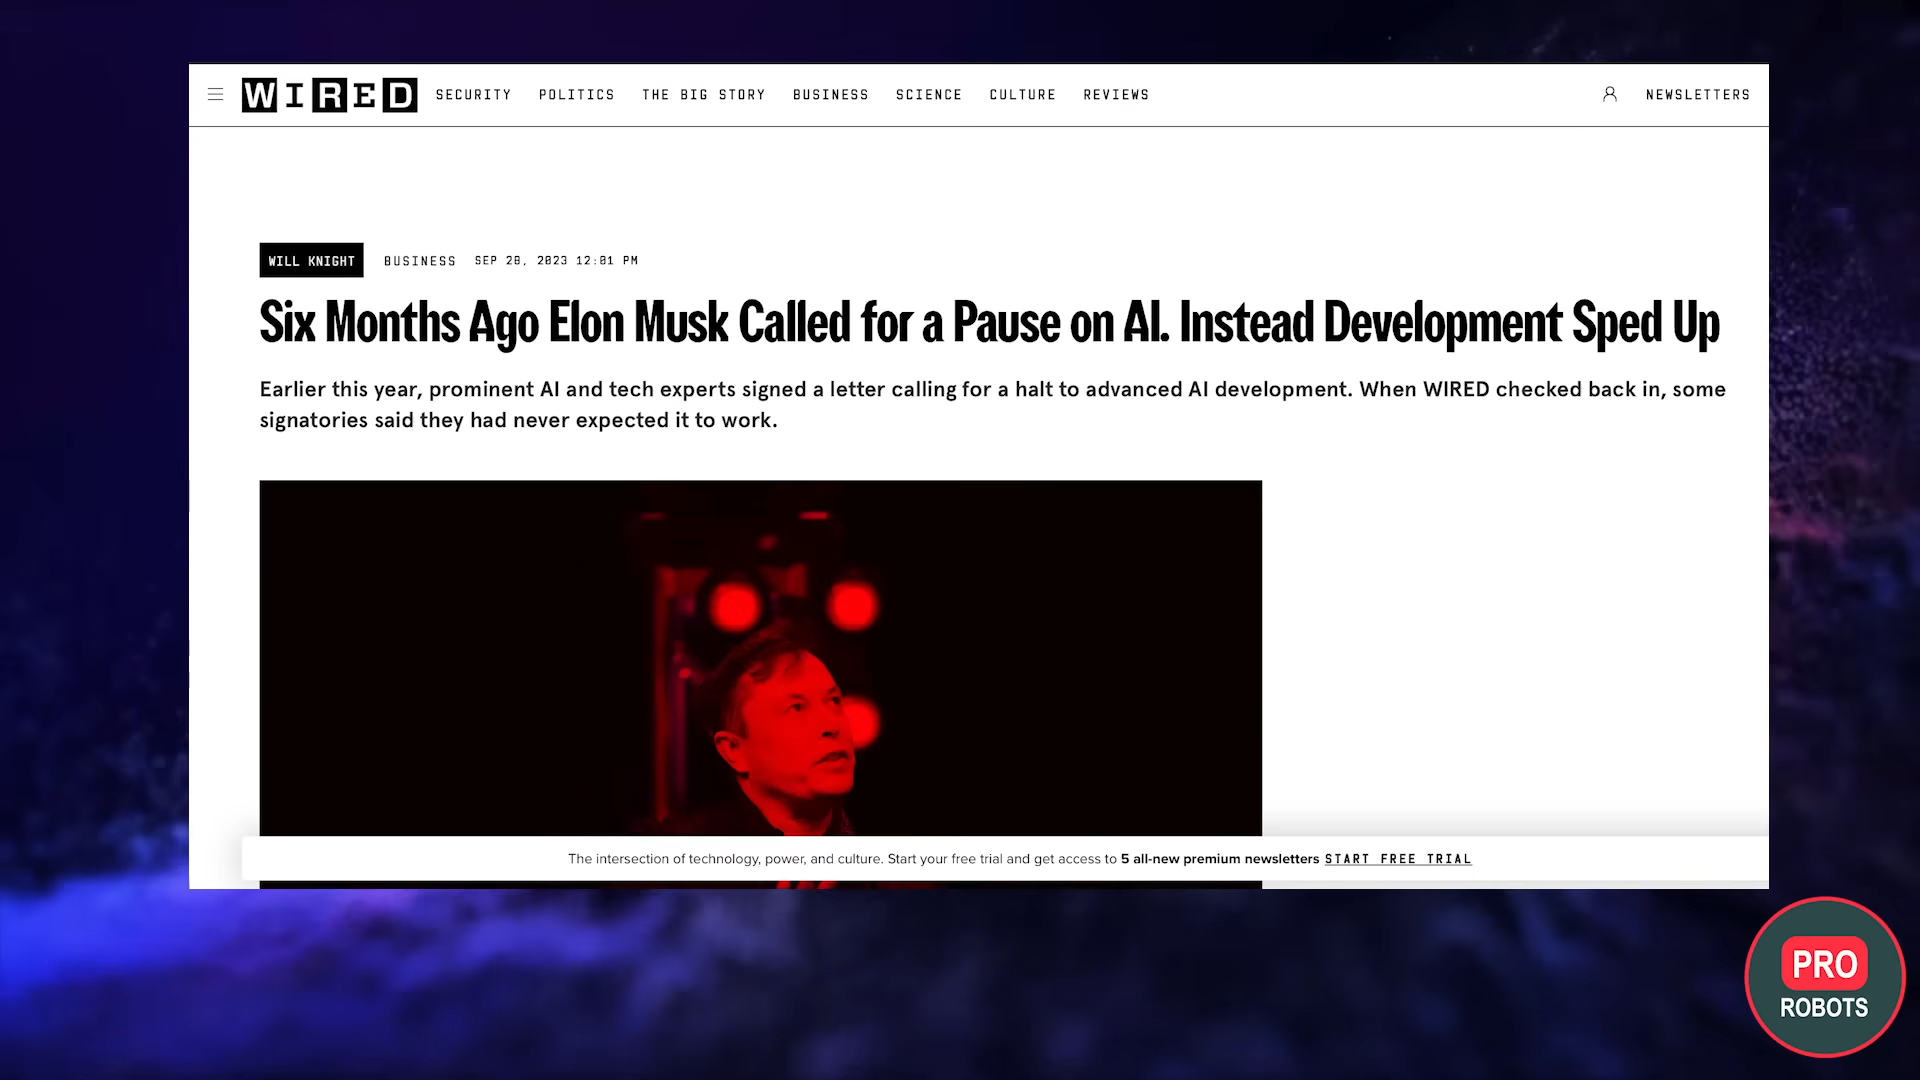 WIRED SECURITY POLITICS THE BIG STORY BUSINESS SCIENCE CULTURE REVIEWS NEWSLETTERS
WILL KNIGHT BUSINESS SEP 28, 2023 12:01 PM
Six Months Ago Elon Musk Called for a Pause on AI. Instead Development Sped Up
Earlier this year, prominent AI and tech experts signed a letter calling for a halt to advanced AI development. When WIRED checked back in, some
signatories said they had never expected it to work.
The intersection of technology, power, and culture. Start your free trial and get access to 5 all-new premium newsletters START FREE TRIAL
PRO
ROBOTS